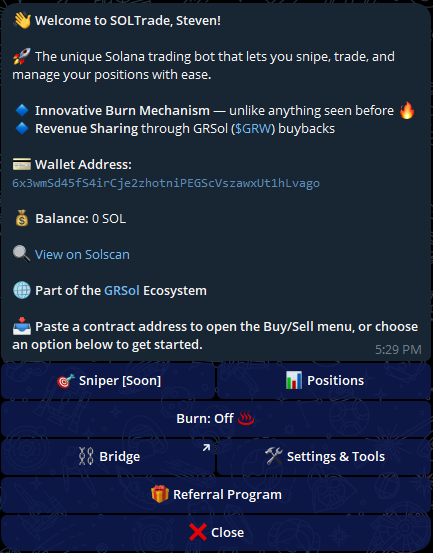 👋 Welcome to SOLTrade, Steven!
🚀 The unique Solana trading bot that lets you snipe, trade, and
manage your positions with ease.
🔹 Innovative Burn Mechanism — unlike anything seen before 🔥
🔹 Revenue Sharing through GRSol ($GRW) buybacks
💳 Wallet Address:
6x3wmSd45fS4irCje2zhotniPEGScVszawxUt1hLvago
💰 Balance: 0 SOL
🔍 View on Solscan
🌐 Part of the GRSol Ecosystem
📥 Paste a contract address to open the Buy/Sell menu, or choose
an option below to get started.
5:29 PM
🎯 Sniper [Soon]
📊 Positions
Burn: Off ♨️
⛓️ Bridge
🛠️ Settings & Tools
🎁 Referral Program
❌ Close